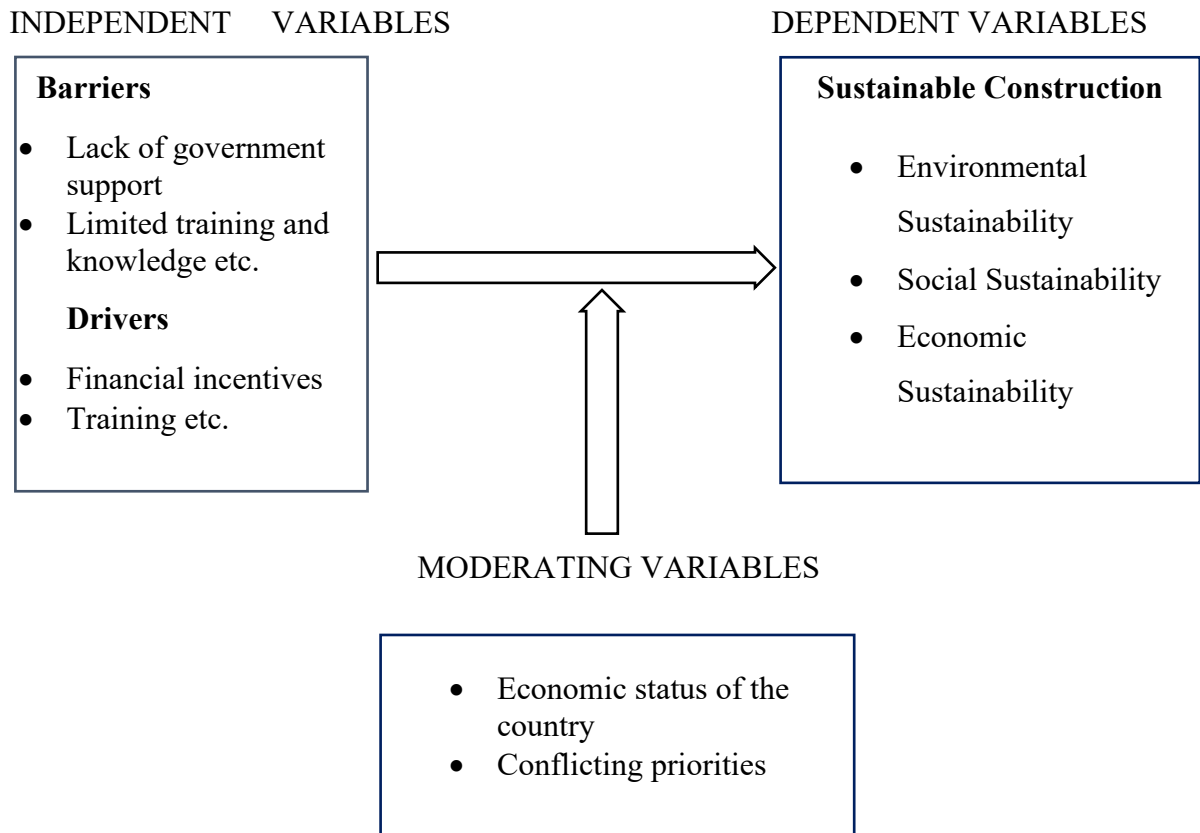 INDEPENDENT VARIABLES
Barriers
• Lack of government
support
• Limited training and
knowledge etc.
Drivers
• Financial incentives
• Training etc.
DEPENDENT VARIABLES
Sustainable Construction
• Environmental
Sustainability
• Social Sustainability
• Economic
Sustainability
MODERATING VARIABLES
• Economic status of the
country
• Conflicting priorities